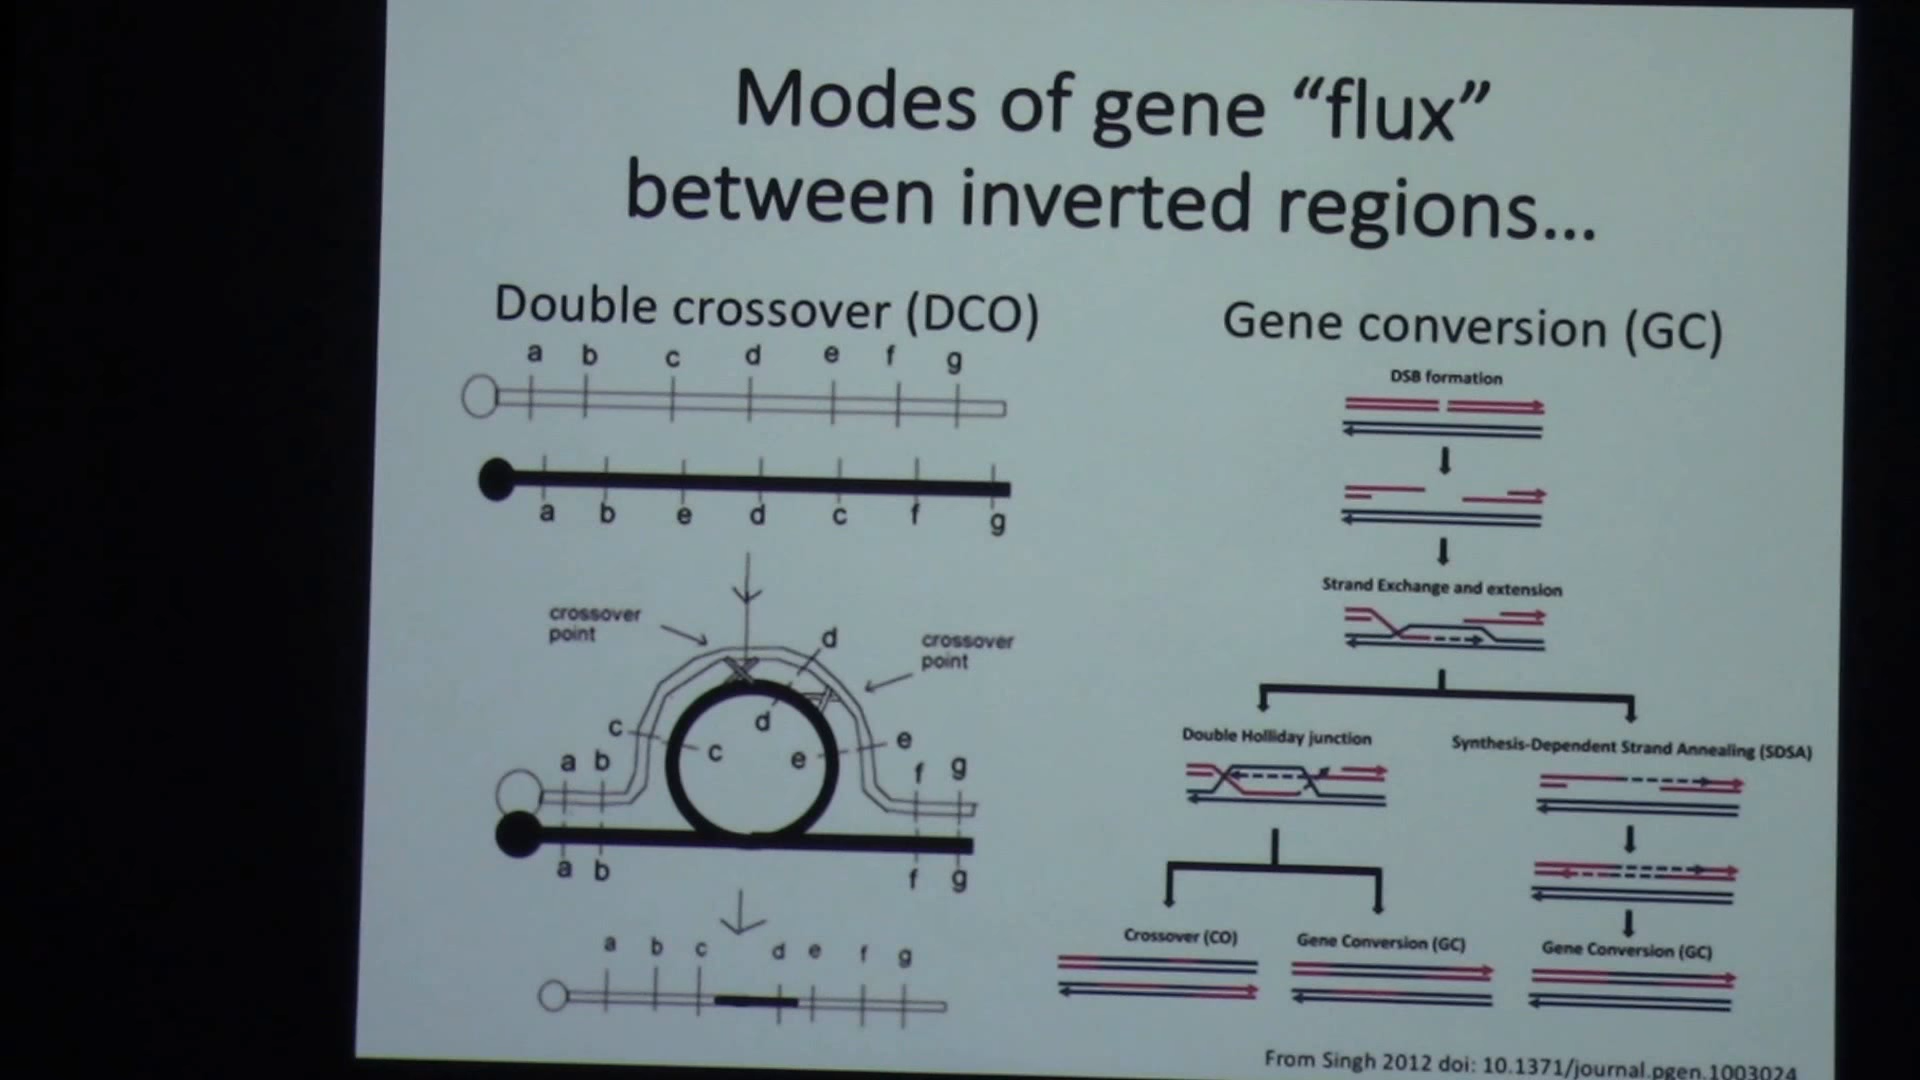 Modes of gene “flux”
between inverted regions...
Double crossover (DCO)
a b c d e f g
a b e d c f g
crossover
point
d
crossover
point
c
d
c
e
e
a b
f g
a b
f g
a b c d e f g
Gene conversion (GC)
DSB formation
Strand Exchange and extension
Double Holliday junction
Synthesis-Dependent Strand Annealing (SDSA)
Crossover (CO)
Gene Conversion (GC)
Gene Conversion (GC)
From Singh 2012 doi: 10.1371/journal.pgen.1003024